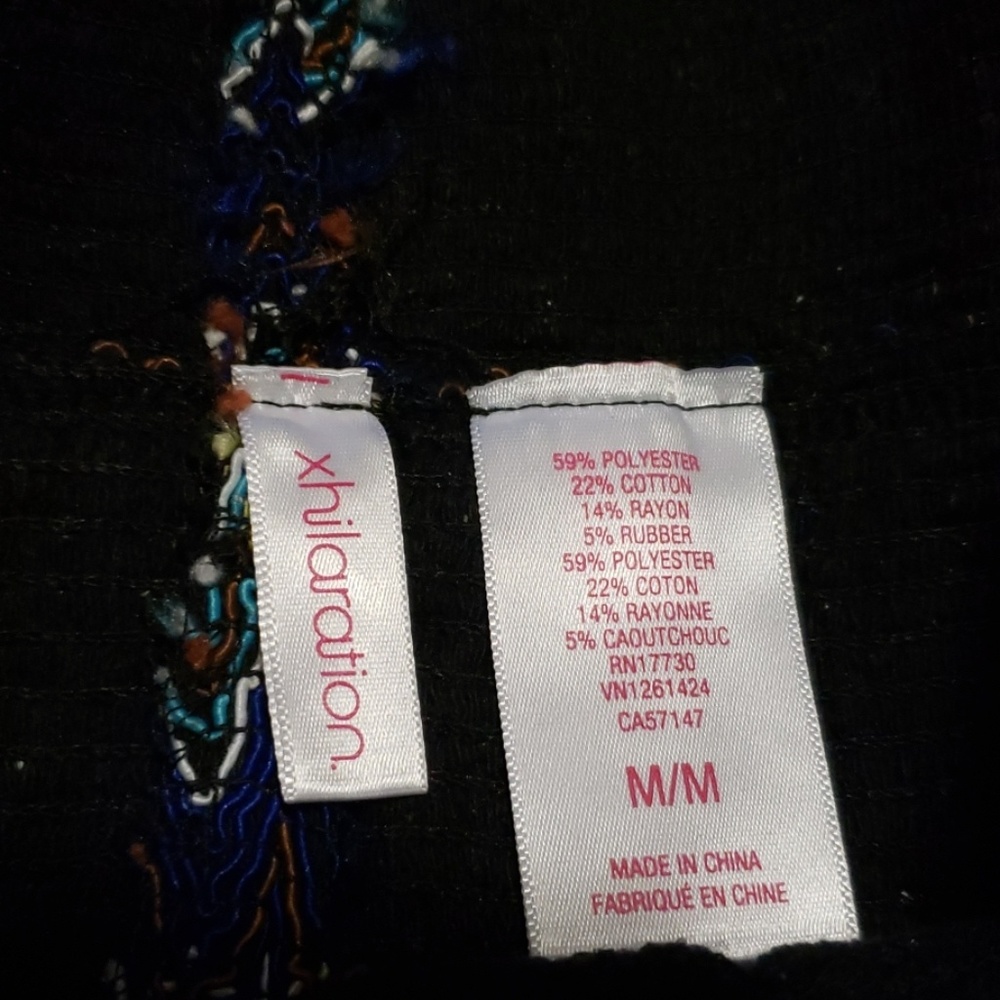 xhilaration.
59% POLYESTER
22% COTTON
14% RAYON
5% RUBBER
59% POLYESTER
22% COTON
14% RAYONNE
5% CAOUTCHOUC
RN17730
VN1261424
CA57147
M/M
MADE IN CHINA
FABRIQUÉ EN CHINE